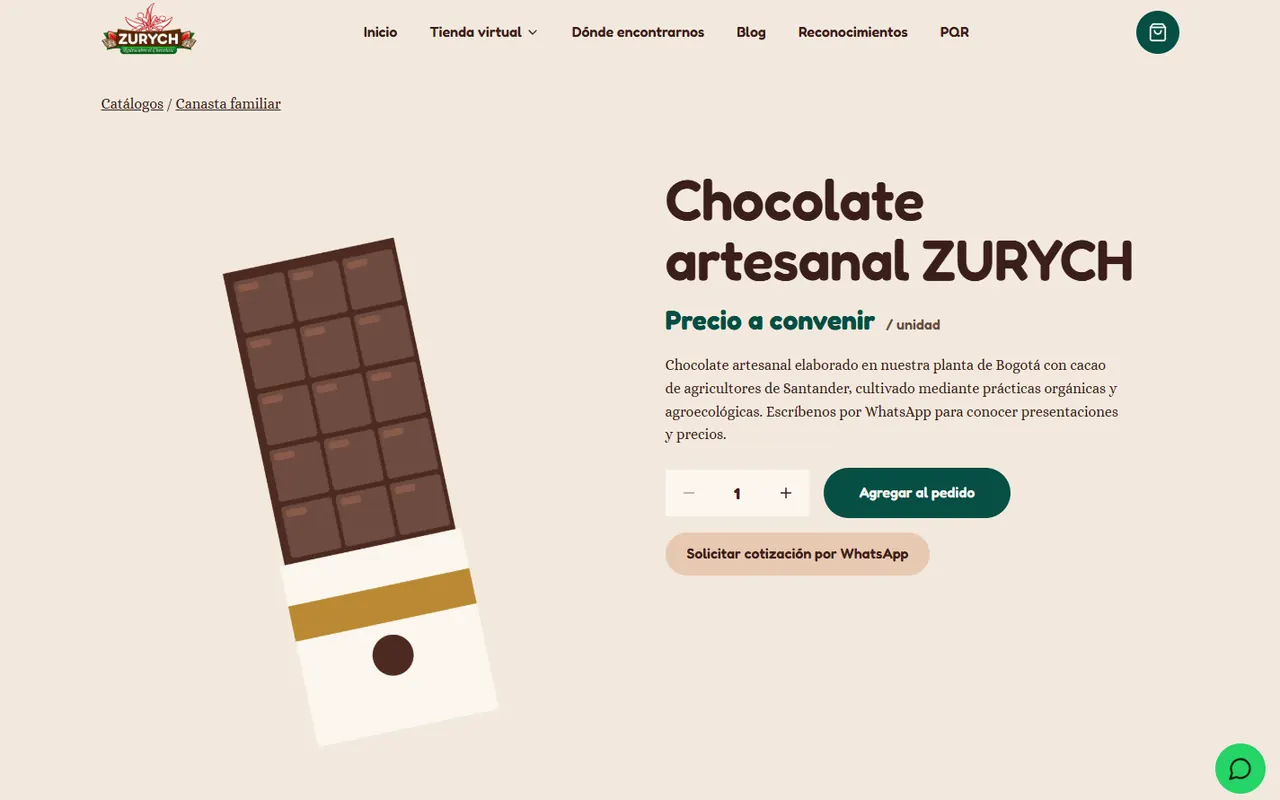 ZURYCH
Inicio
Tienda virtual
Dónde encontrarnos
Blog
Reconocimientos
PQR
Catálogos / Canasta familiar
Chocolate
artesanal ZURYCH
Precio a convenir / unidad
Chocolate artesanal elaborado en nuestra planta de Bogotá con cacao
de agricultores de Santander, cultivado mediante prácticas orgánicas y
agroecológicas. Escríbenos por WhatsApp para conocer presentaciones
y precios.
1
Agregar al pedido
Solicitar cotización por WhatsApp